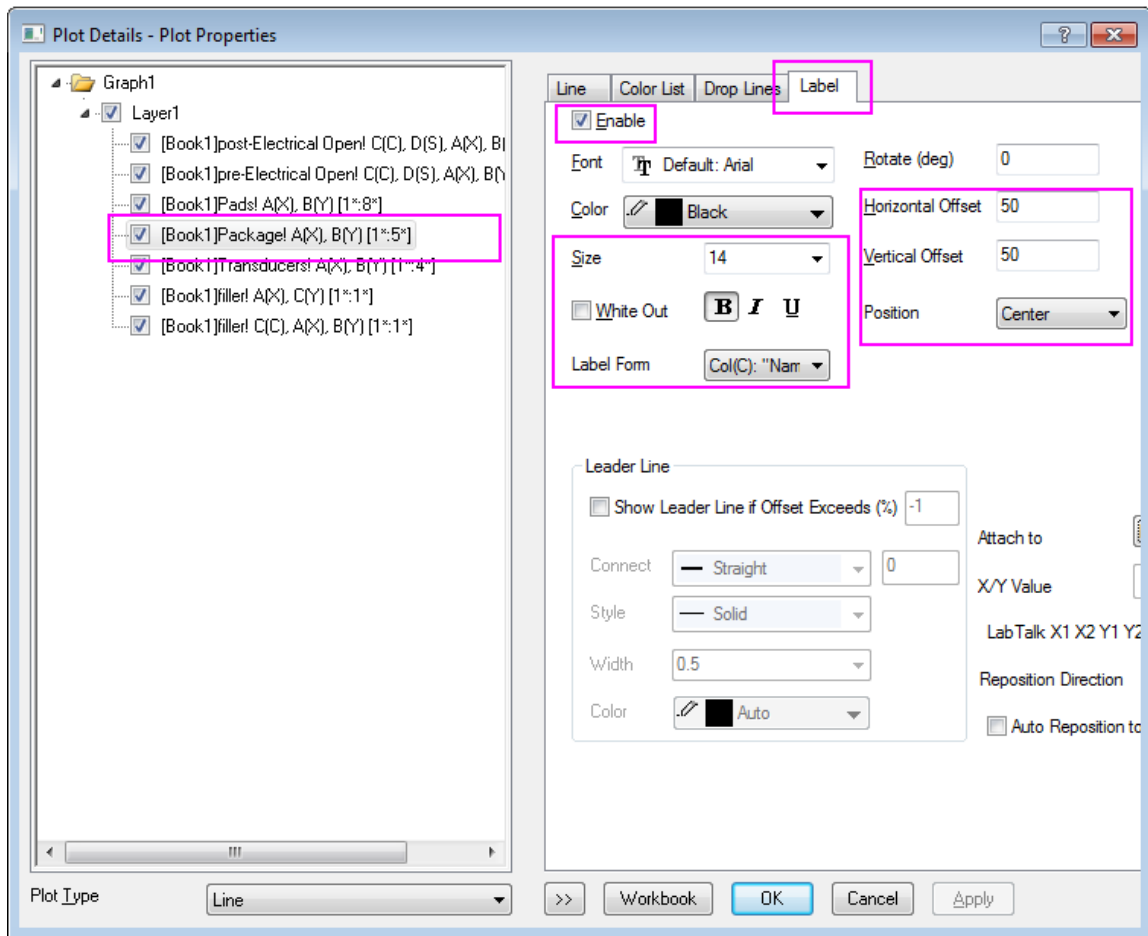 Plot Details - Plot Properties
?
Graph1
Layer1
[Book1]post-Electrical Open! C(C), D(S), A(X), B(
[Book1]pre-Electrical Open! C(C), D(S), A(X), B(Y
[Book1]Pads! A(X), B(Y) [1*:8*]
[Book1]Package! A(X), B(Y) [1*:5*]
[Book1]Transducers! A(X), B(Y) [1*:4*]
[Book1]filler! A(X), C(Y) [1*:1*]
[Book1]filler! C(C), A(X), B(Y) [1*:1*]
Plot Type Line
Line Color List Drop Lines Label
Enable
Font Default: Arial Rotate (deg) 0
Color Black Horizontal Offset 50
Size 14 Vertical Offset 50
White Out B I U Position Center
Label Form Col(C): "Nam
Leader Line
Show Leader Line if Offset Exceeds (%) -1
Attach to
Connect Straight 0
X/Y Value
Style Solid
LabTalk X1 X2 Y1 Y2
Width 0.5
Reposition Direction
Color Auto
Auto Reposition to
>> Workbook OK Cancel Apply